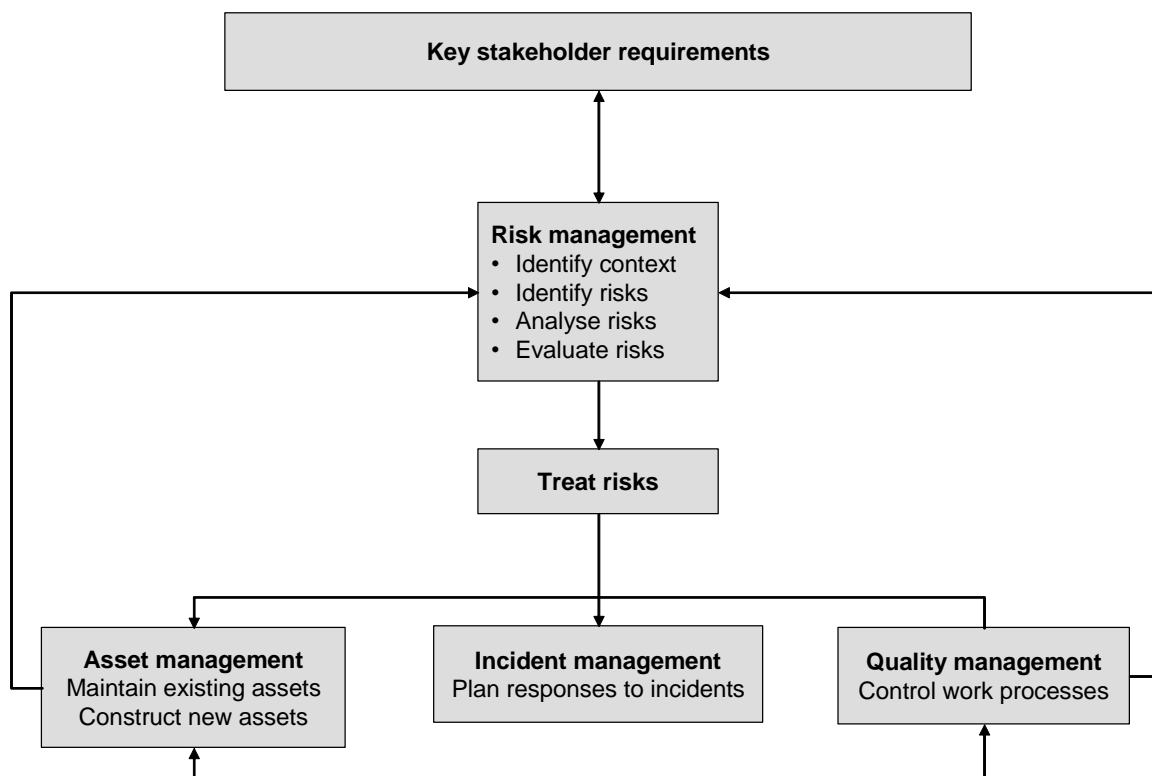 Key stakeholder requirements
Risk management
• Identify context
• Identify risks
• Analyse risks
• Evaluate risks
Treat risks
Asset management
Maintain existing assets
Construct new assets
Incident management
Plan responses to incidents
Quality management
Control work processes